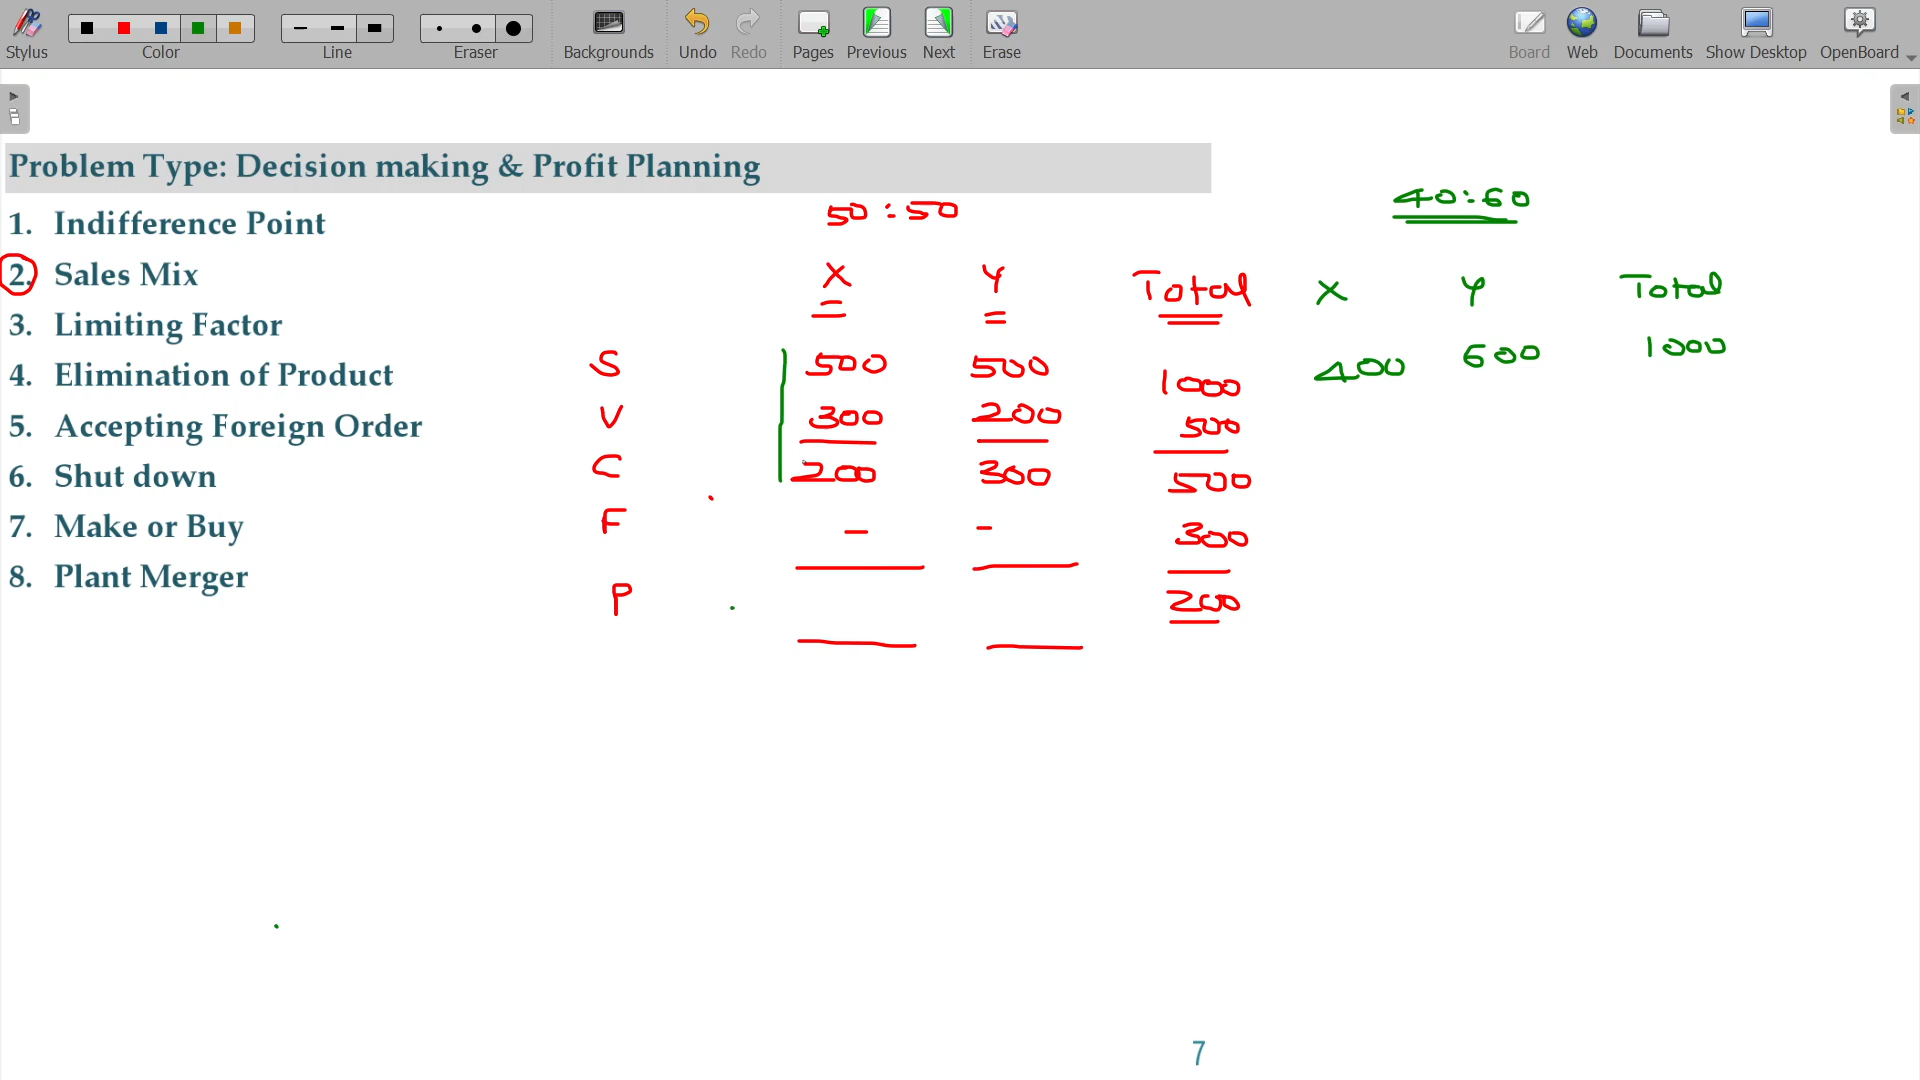 Stylus Color Line Eraser Backgrounds Undo Redo Pages Previous Next Erase Board Web Documents Show Desktop OpenBoard
Problem Type: Decision making & Profit Planning
1. Indifference Point
2. Sales Mix
3. Limiting Factor
4. Elimination of Product
5. Accepting Foreign Order
6. Shut down
7. Make or Buy
8. Plant Merger
50 : 50
X Y Total
S 500 500 1000
V 300 200 500
C 200 300 500
F - - 300
P 200
40:60
X Y Total
400 600 1000
7